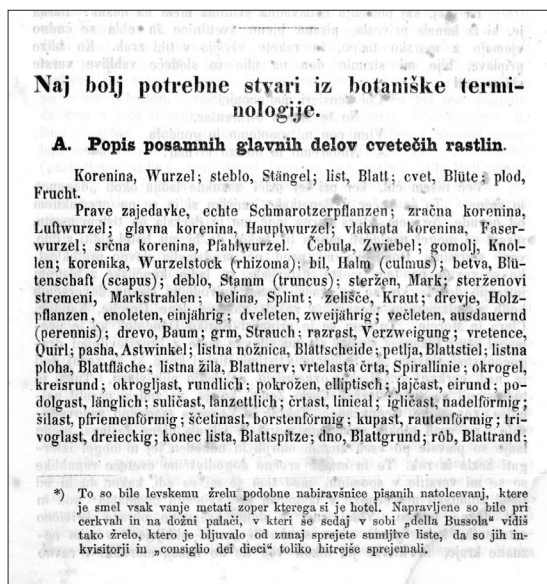 Naj bolj potrebne stvari iz botaniške termi-
nologije.
A. Popis posamnih glavnih delov cvetečih rastlin.
Korenina, Wurzel; steblo, Stängel; list, Blatt; cvet, Blüte; plod,
Frucht.
Prave zajedavke, echte Schmarotzerpflanzen; zračna korenina,
Luftwurzel; glavna korenina, Hauptwurzel; vlaknata korenina, Faser-
wurzel; srčna korenina, Pfahlwurzel. Čebula, Zwiebel; gomolj, Knol-
len; korenika, Wurzelstock (rhizoma); bil, Halm (culmus); betva, Blü-
tenschaft (scapus); deblo, Stamm (truncus); steržen, Mark; sterženovi
stremeni, Markstrahlen; belina, Splint; želišče, Kraut; drevje, Holz-
pflanzen, enoleten, einjährig; dveleten, zweijährig; večleten, ausdauernd
(perennis); drevo, Baum; grm, Strauch; razrast, Verzweigung; vretence,
Quirl; pasha, Astwinkel; listna nožnica, Blattscheide; petlja, Blattstiel; listna
ploha, Blattfläche; listna žila, Blattnerv; vrtelasta črta, Spirallinie; okrogel,
kreisrund; okrogljast, rundlich; pokrožen, elliptisch; jajčast, eirund; po-
dolgast, länglich; suličast, lanzettlich; črtast, linieal; igličast, nadelförmig;
šilast, pfriemenförmig; ščetinast, borstenförmig; kupast, rautenförmig; tri-
voglast, dreieckig; konec lista, Blattspitze; dno, Blattgrund; rôb, Blattrand;
*) To so bile levskemu žrelu podobne nabiravšnice pisanih natolcevanj, ktere
je smel vsak vanje metati zoper kterega si je hotel. Napravljene so bile pri
cerkvah in na dožni palači, v kteri še sedaj v sobi „della Bussola“ vidiš
tako žrelo, ktero je bljuvalo od zunaj sprejete sumljive liste, da so jih in-
kvisitorji in „consiglio dei dieci“ toliko hitrejše sprejemali.